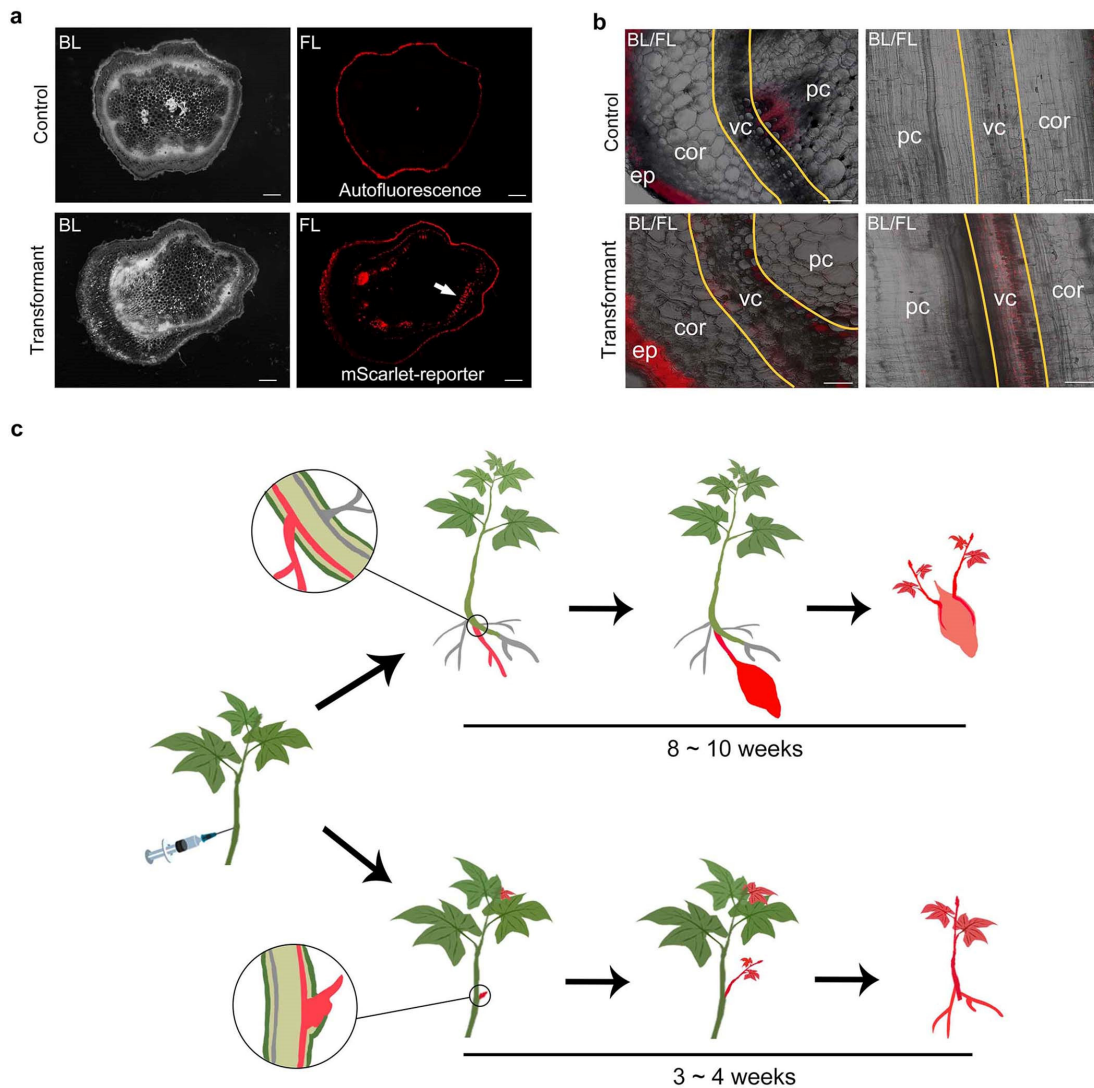 a
Control
BL
FL
Autofluorescence
Transformant
BL
FL
mScarlet-reporter
b
Control
BL/FL
pc
vc
cor
ep
BL/FL
pc
vc
cor
Transformant
BL/FL
pc
vc
cor
ep
BL/FL
pc
vc
cor
c
8 ~ 10 weeks
3 ~ 4 weeks